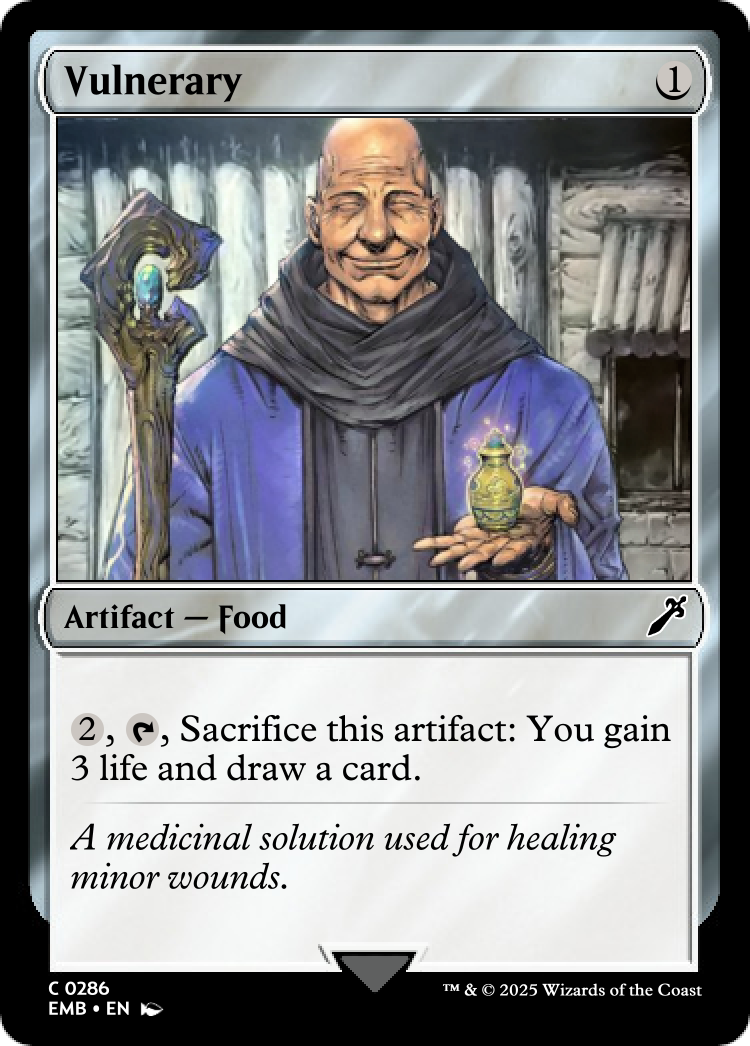 Vulnerary 1
Artifact — Food
2, , Sacrifice this artifact: You gain
3 life and draw a card.
A medicinal solution used for healing
minor wounds.
C 0286
EMB • EN
™ & © 2025 Wizards of the Coast